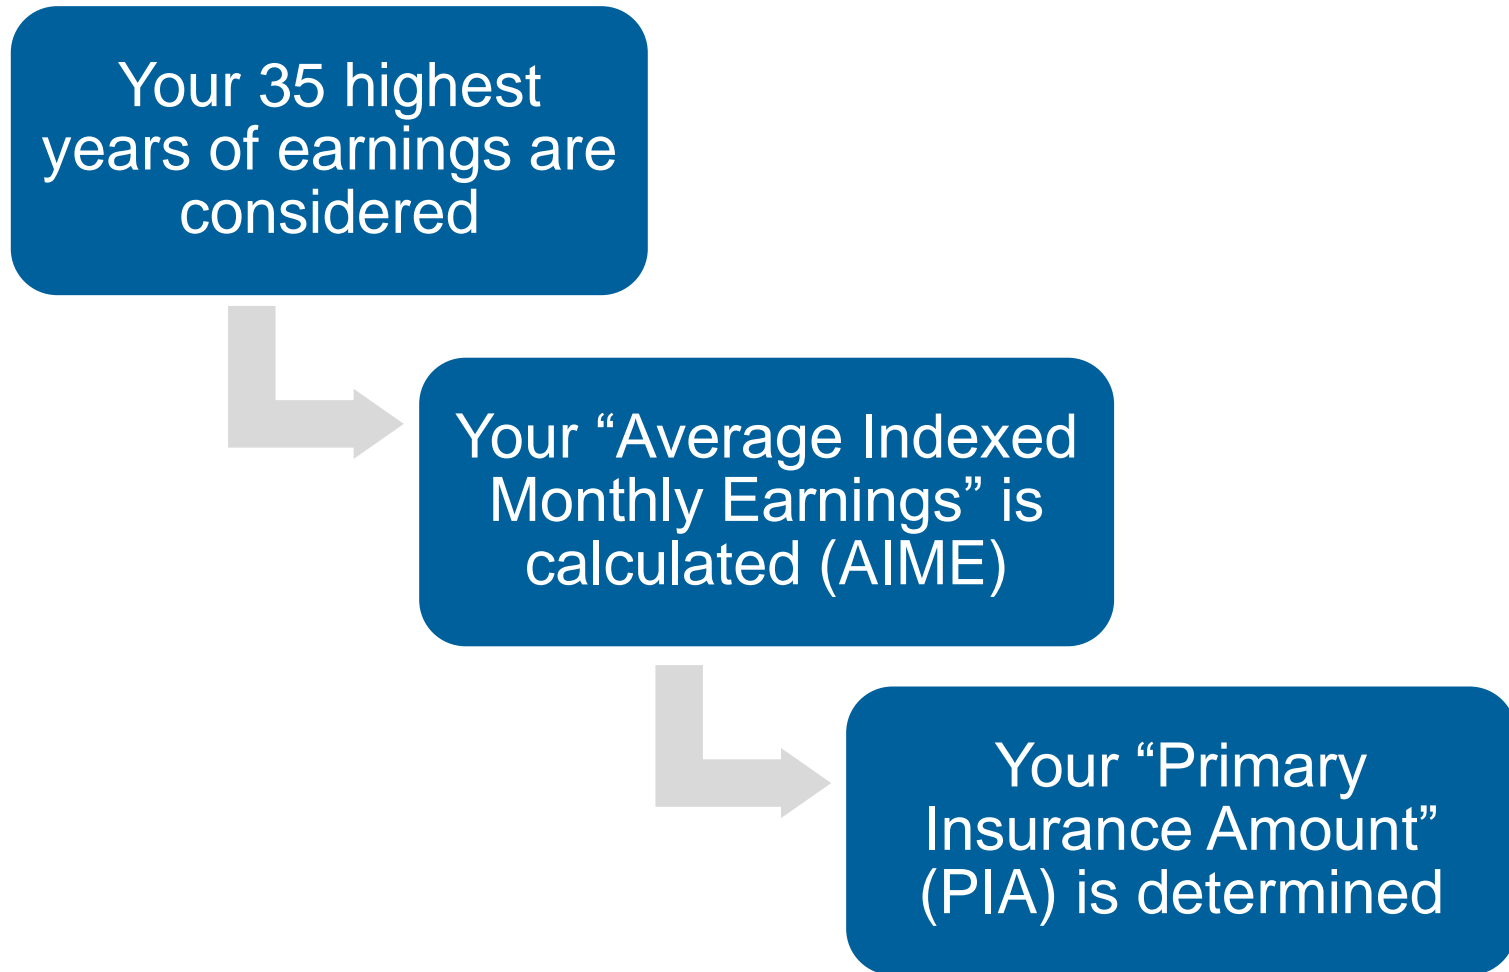 Your 35 highest
years of earnings are
considered
Your “Average Indexed
Monthly Earnings” is
calculated (AIME)
Your “Primary
Insurance Amount”
(PIA) is determined